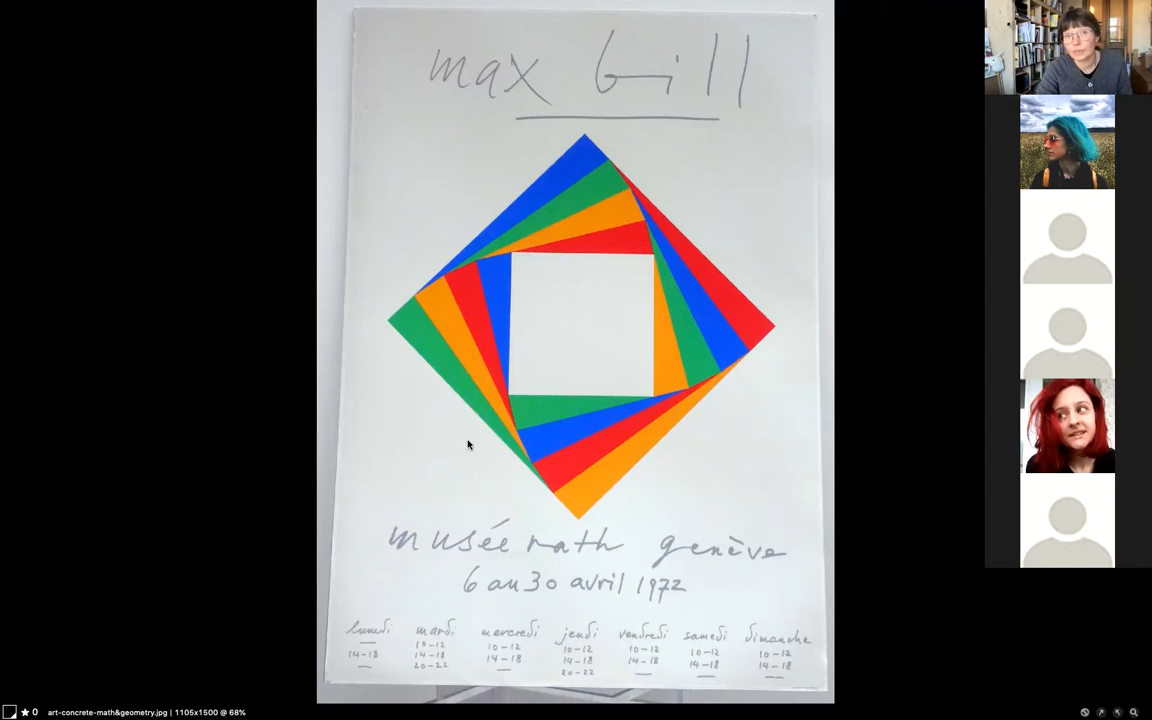 max bill
musée rath genève
6 au 30 avril 1972
lundi mardi mercredi jeudi vendredi samedi dimanche
— 10-12 10-12 10-12 10-12 10-12 10-12
14-18 14-18 14-18 14-18 14-18 14-18 14-18
— 20-22 — 20-22 — — —
★ 0 art-concrete-math&geometry.jpg | 1105x1500 @ 68%